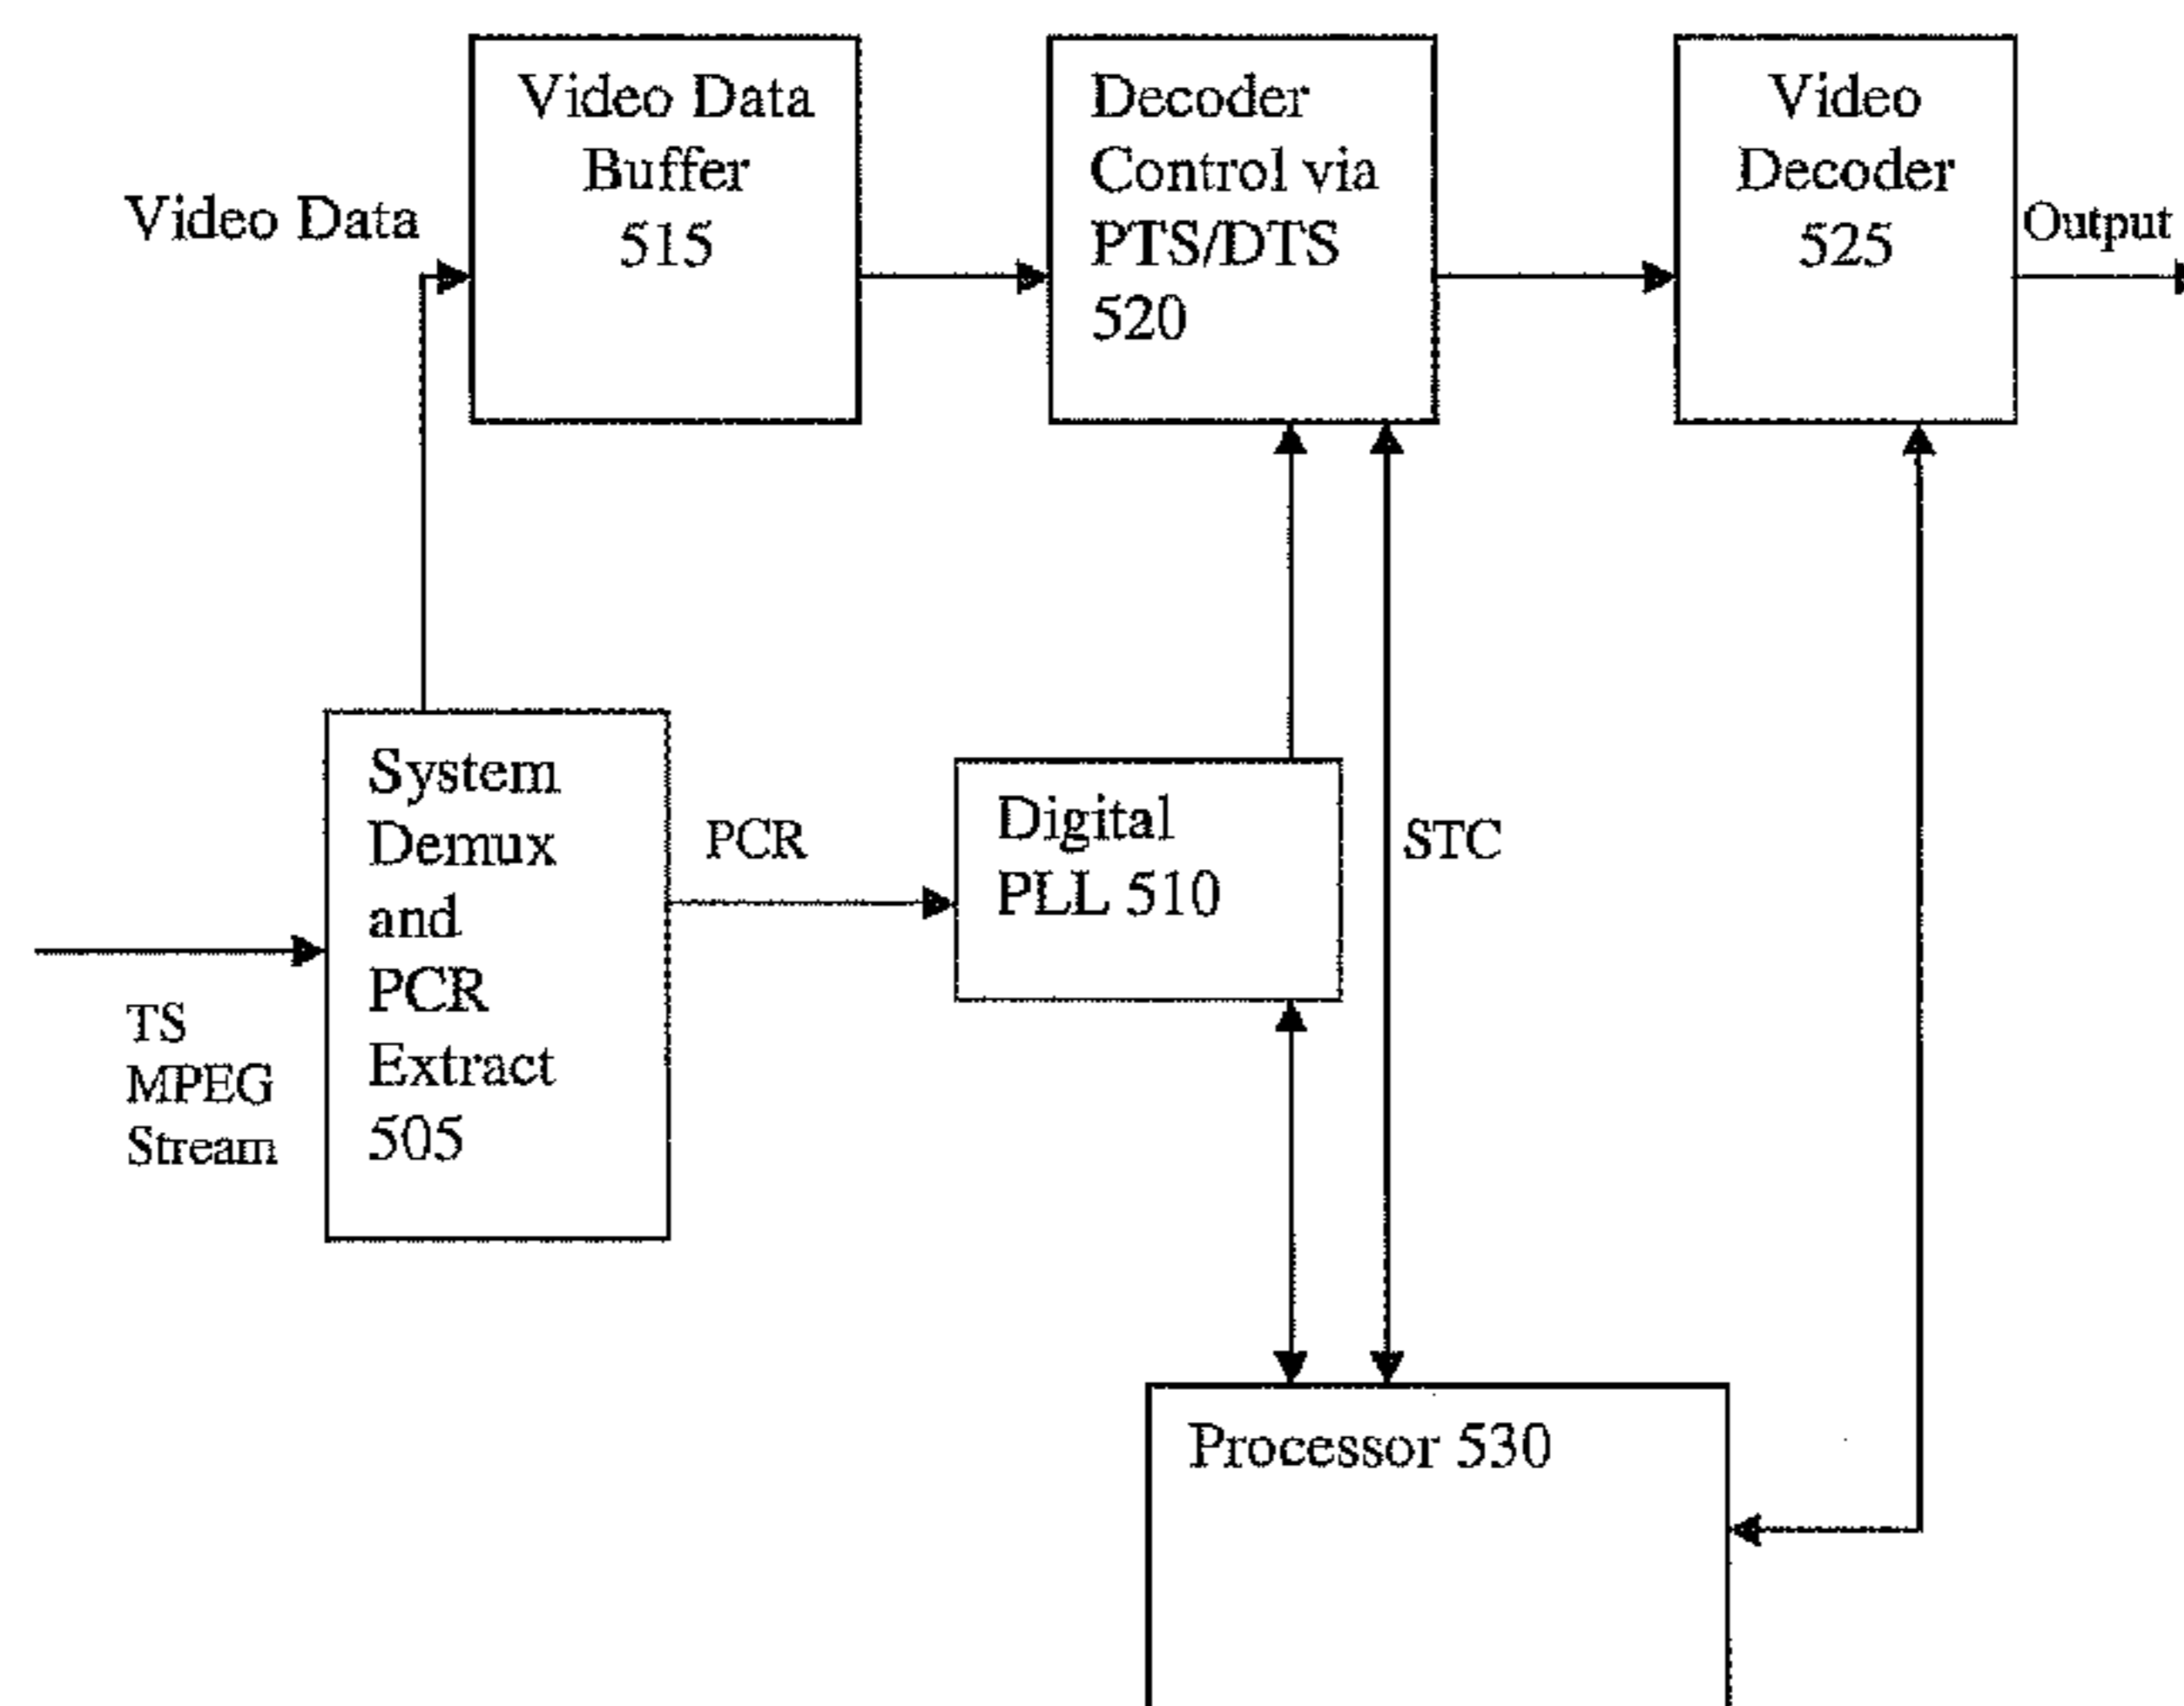 Video Data
Video Data
Buffer
515
Decoder
Control via
PTS/DTS
520
Video
Decoder
525
Output
System
Demux
and
PCR
Extract
505
PCR
Digital
PLL 510
STC
TS
MPEG
Stream
Processor 530